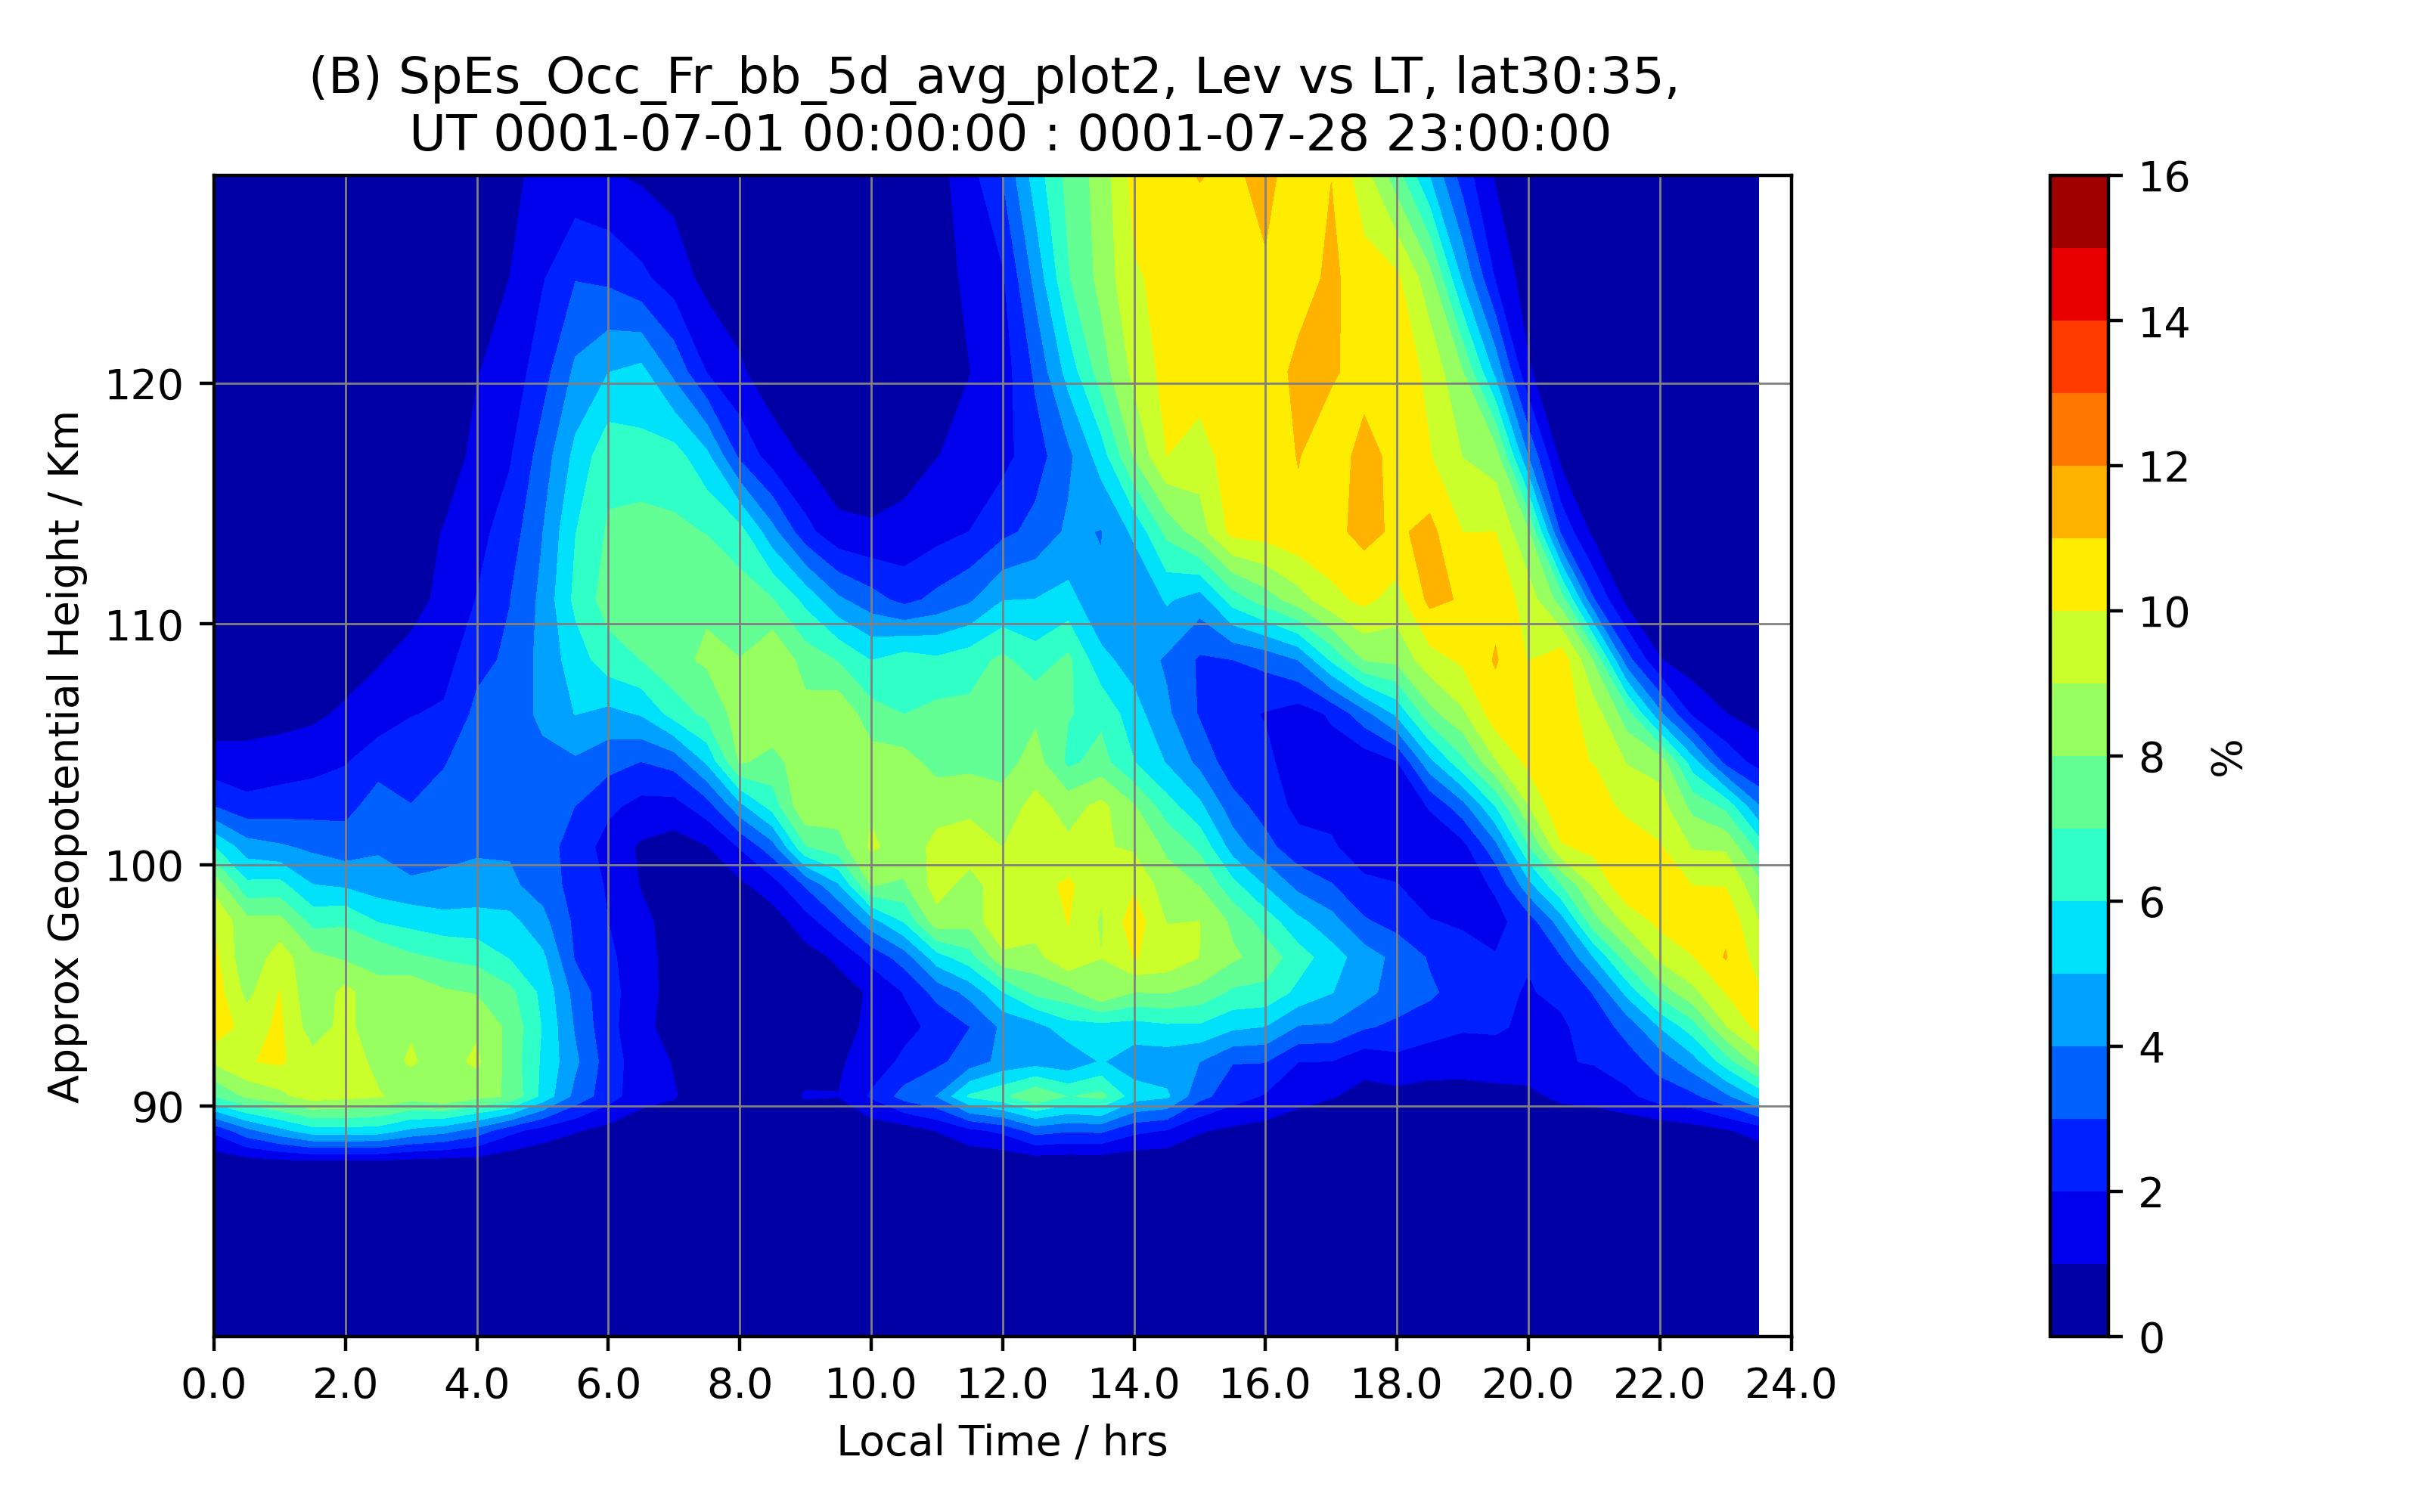 (B) SpEs_Occ_Fr_bb_5d_avg_plot2, Lev vs LT, lat30:35,
UT 0001-07-01 00:00:00 : 0001-07-28 23:00:00
Approx Geopotential Height / Km
120
110
100
90
0.0 2.0 4.0 6.0 8.0 10.0 12.0 14.0 16.0 18.0 20.0 22.0 24.0
Local Time / hrs
16
14
12
10
8
6
4
2
0
%